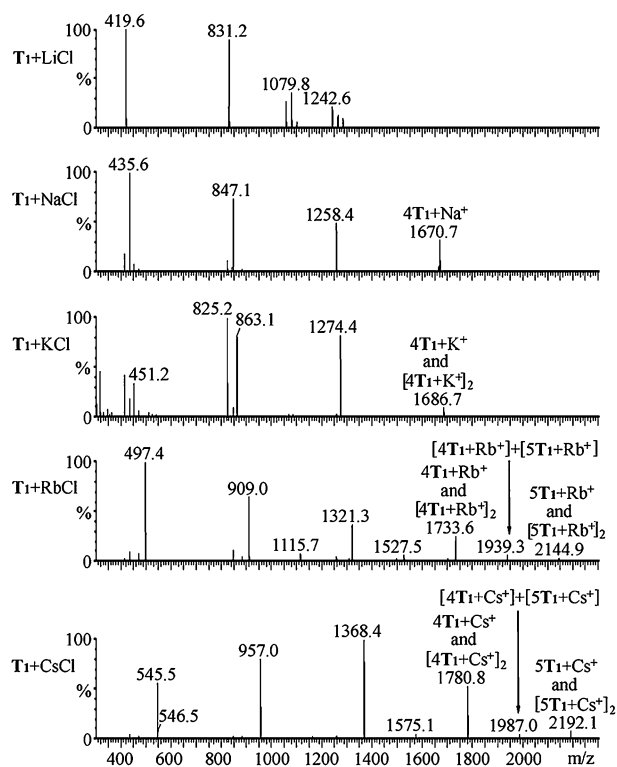 T1+LiCl
100
%
0
419.6
831.2
1079.8
1242.6
T1+NaCl
100
%
0
435.6
847.1
1258.4
4T1+Na⁺
1670.7
T1+KCl
100
%
0
451.2
825.2
863.1
1274.4
4T1+K⁺
and
[4T1+K⁺]₂
1686.7
T1+RbCl
100
%
0
497.4
909.0
1115.7
1321.3
1527.5
[4T1+Rb⁺]+[5T1+Rb⁺]
4T1+Rb⁺
and
[4T1+Rb⁺]₂
1733.6
1939.3
5T1+Rb⁺
and
[5T1+Rb⁺]₂
2144.9
T1+CsCl
100
%
0
545.5
546.5
957.0
1368.4
1575.1
[4T1+Cs⁺]+[5T1+Cs⁺]
4T1+Cs⁺
and
[4T1+Cs⁺]₂
1780.8
1987.0
5T1+Cs⁺
and
[5T1+Cs⁺]₂
2192.1
400 600 800 1000 1200 1400 1600 1800 2000 m/z